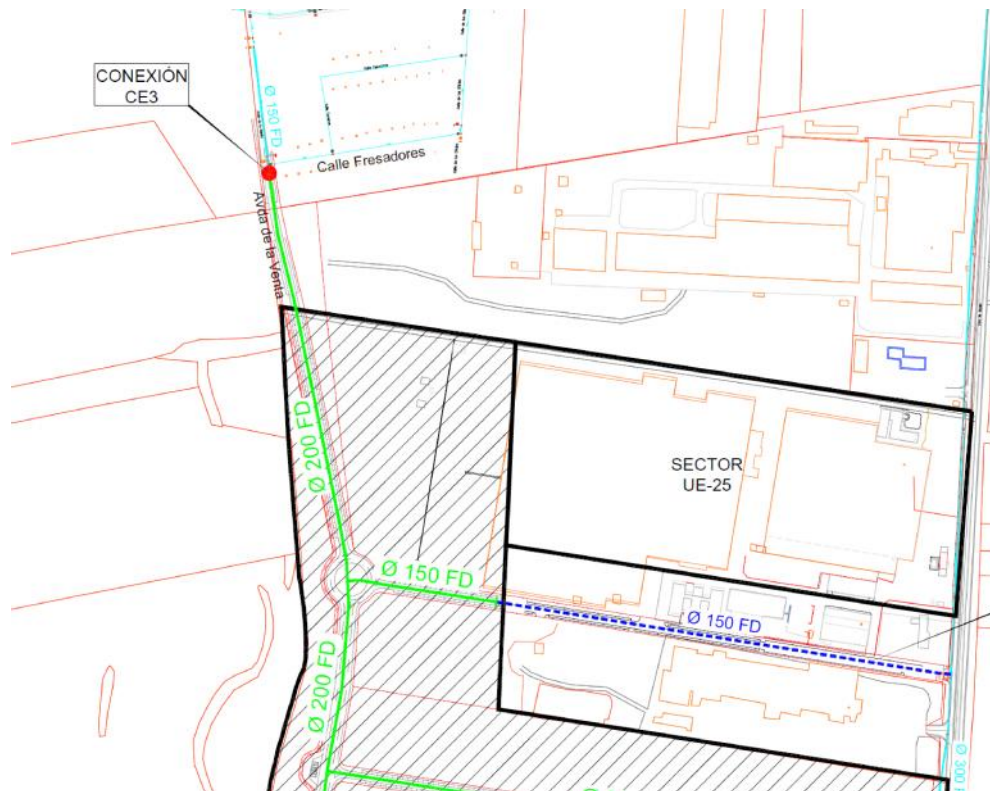 CONEXIÓN
CE3
Ø 150 FD
Calle Fresadores
Avda de la Venta
Ø 200 FD
SECTOR
UE-25
Ø 150 FD
Ø 150 FD
Ø 200 FD
Ø 300 F